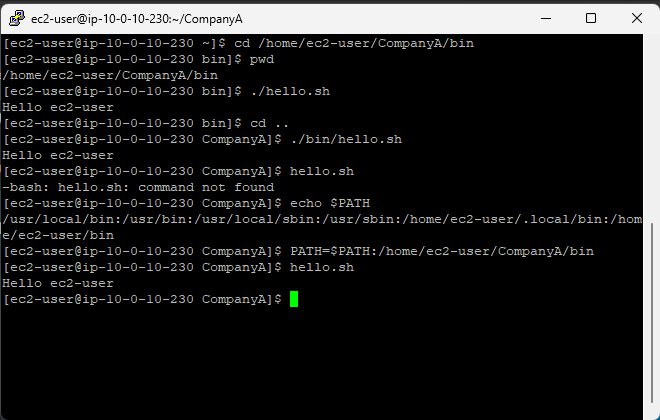 ec2-user@ip-10-0-10-230:~/CompanyA
[ec2-user@ip-10-0-10-230 ~]$ cd /home/ec2-user/CompanyA/bin
[ec2-user@ip-10-0-10-230 bin]$ pwd
/home/ec2-user/CompanyA/bin
[ec2-user@ip-10-0-10-230 bin]$ ./hello.sh
Hello ec2-user
[ec2-user@ip-10-0-10-230 bin]$ cd ..
[ec2-user@ip-10-0-10-230 CompanyA]$ ./bin/hello.sh
Hello ec2-user
[ec2-user@ip-10-0-10-230 CompanyA]$ hello.sh
-bash: hello.sh: command not found
[ec2-user@ip-10-0-10-230 CompanyA]$ echo $PATH
/usr/local/bin:/usr/bin:/usr/local/sbin:/usr/sbin:/home/ec2-user/.local/bin:/hom
e/ec2-user/bin
[ec2-user@ip-10-0-10-230 CompanyA]$ PATH=$PATH:/home/ec2-user/CompanyA/bin
[ec2-user@ip-10-0-10-230 CompanyA]$ hello.sh
Hello ec2-user
[ec2-user@ip-10-0-10-230 CompanyA]$